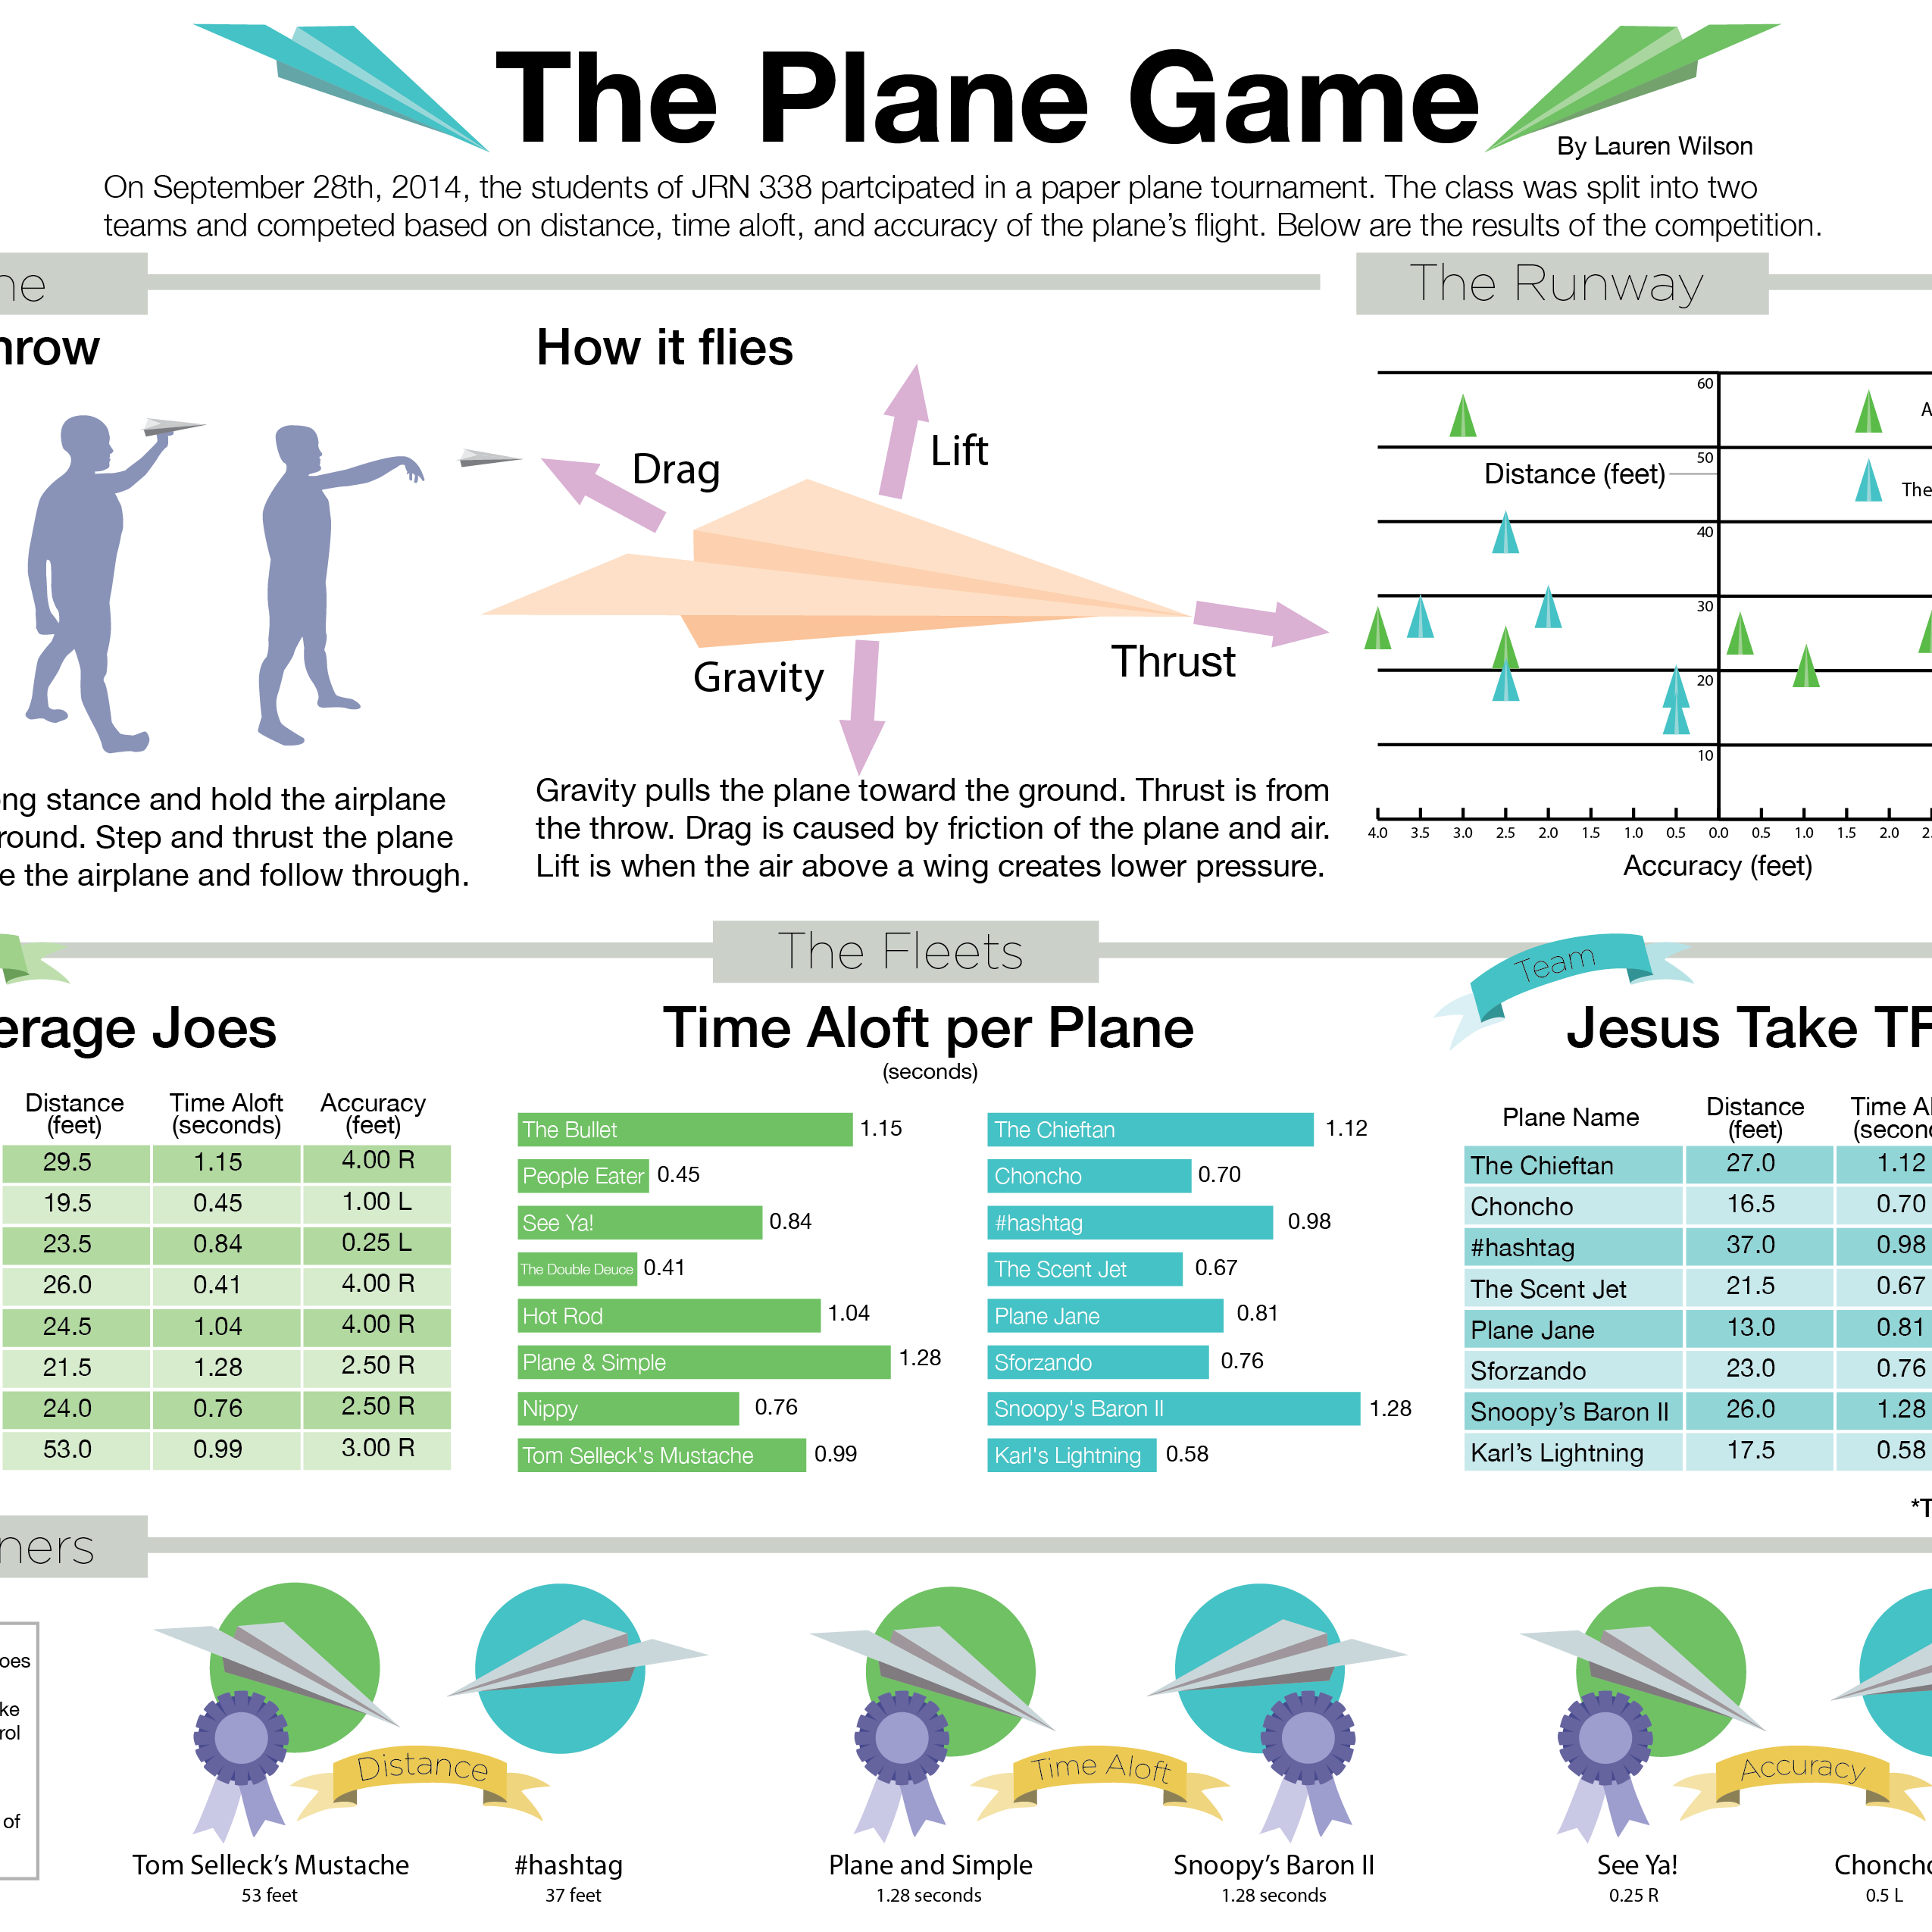 The Plane Game
By Lauren Wilson
On September 28th, 2014, the students of JRN 338 partcipated in a paper plane tournament. The class was split into two
teams and competed based on distance, time aloft, and accuracy of the plane's flight. Below are the results of the competition.
ne
The Runway
hrow
How it flies
Drag
Lift
Gravity
Thrust
ong stance and hold the airplane
round. Step and thrust the plane
e the airplane and follow through.
Gravity pulls the plane toward the ground. Thrust is from
the throw. Drag is caused by friction of the plane and air.
Lift is when the air above a wing creates lower pressure.
60
A
50
Distance (feet)
The
40
30
20
10
4.0 3.5 3.0 2.5 2.0 1.5 1.0 0.5 0.0 0.5 1.0 1.5 2.0 2.
Accuracy (feet)
The Fleets
Team
erage Joes
Distance (feet) Time Aloft (seconds) Accuracy (feet)
29.5 1.15 4.00 R
19.5 0.45 1.00 L
23.5 0.84 0.25 L
26.0 0.41 4.00 R
24.5 1.04 4.00 R
21.5 1.28 2.50 R
24.0 0.76 2.50 R
53.0 0.99 3.00 R
Time Aloft per Plane
(seconds)
The Bullet 1.15
People Eater 0.45
See Ya! 0.84
The Double Deuce 0.41
Hot Rod 1.04
Plane & Simple 1.28
Nippy 0.76
Tom Selleck's Mustache 0.99
The Chieftan 1.12
Choncho 0.70
#hashtag 0.98
The Scent Jet 0.67
Plane Jane 0.81
Sforzando 0.76
Snoopy's Baron II 1.28
Karl's Lightning 0.58
Jesus Take T
Plane Name Distance (feet) Time Al (second
The Chieftan 27.0 1.12
Choncho 16.5 0.70
#hashtag 37.0 0.98
The Scent Jet 21.5 0.67
Plane Jane 13.0 0.81
Sforzando 23.0 0.76
Snoopy's Baron II 26.0 1.28
Karl's Lightning 17.5 0.58
*T
ners
oes
ke
rol
of
Distance
Tom Selleck's Mustache
53 feet
#hashtag
37 feet
Time Aloft
Plane and Simple
1.28 seconds
Snoopy's Baron II
1.28 seconds
Accuracy
See Ya!
0.25 R
Choncho
0.5 L